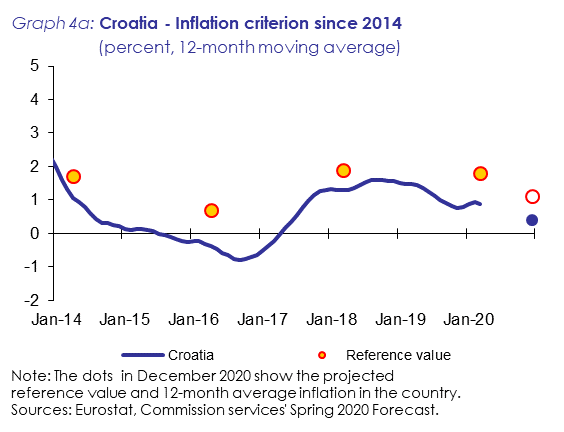 Graph 4a: Croatia - Inflation criterion since 2014
(percent, 12-month moving average)
5
4
3
2
1
0
-1
-2
Jan-14 Jan-15 Jan-16 Jan-17 Jan-18 Jan-19 Jan-20
Croatia Reference value
Note: The dots in December 2020 show the projected
reference value and 12-month average inflation in the country.
Sources: Eurostat, Commission services' Spring 2020 Forecast.